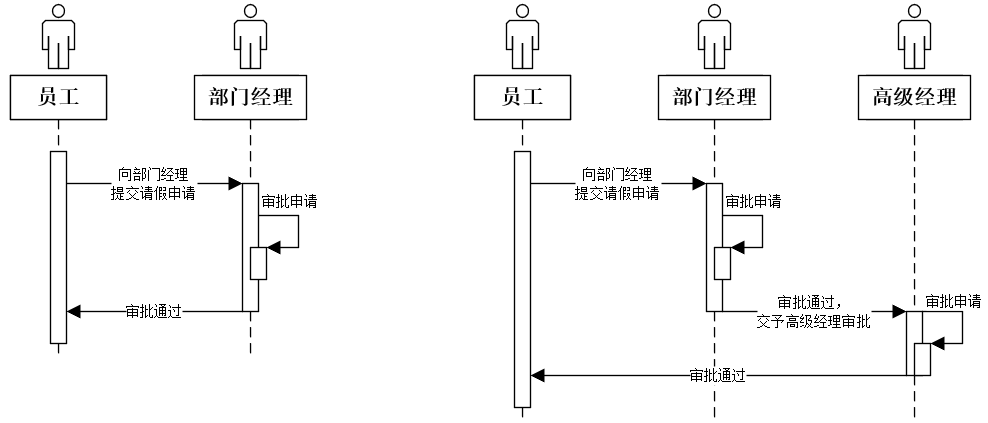 员工
部门经理
向部门经理
提交请假申请
审批申请
审批通过
员工
部门经理
高级经理
向部门经理
提交请假申请
审批申请
审批通过，
交予高级经理审批
审批申请
审批通过